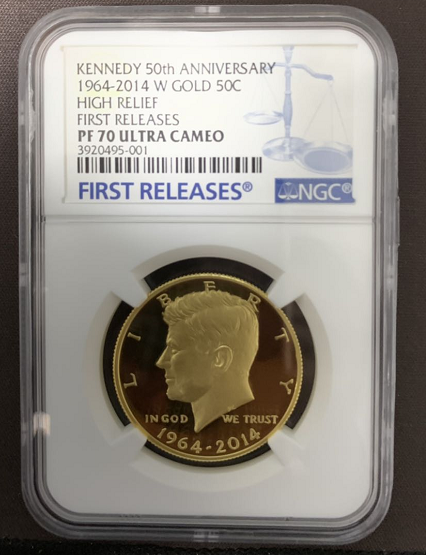 KENNEDY 50th ANNIVERSARY
1964-2014 W GOLD 50C
HIGH RELIEF
FIRST RELEASES
PF 70 ULTRA CAMEO
3920495-001
FIRST RELEASES®
NGC®
LIBERTY
IN GOD WE TRUST
1964-2014